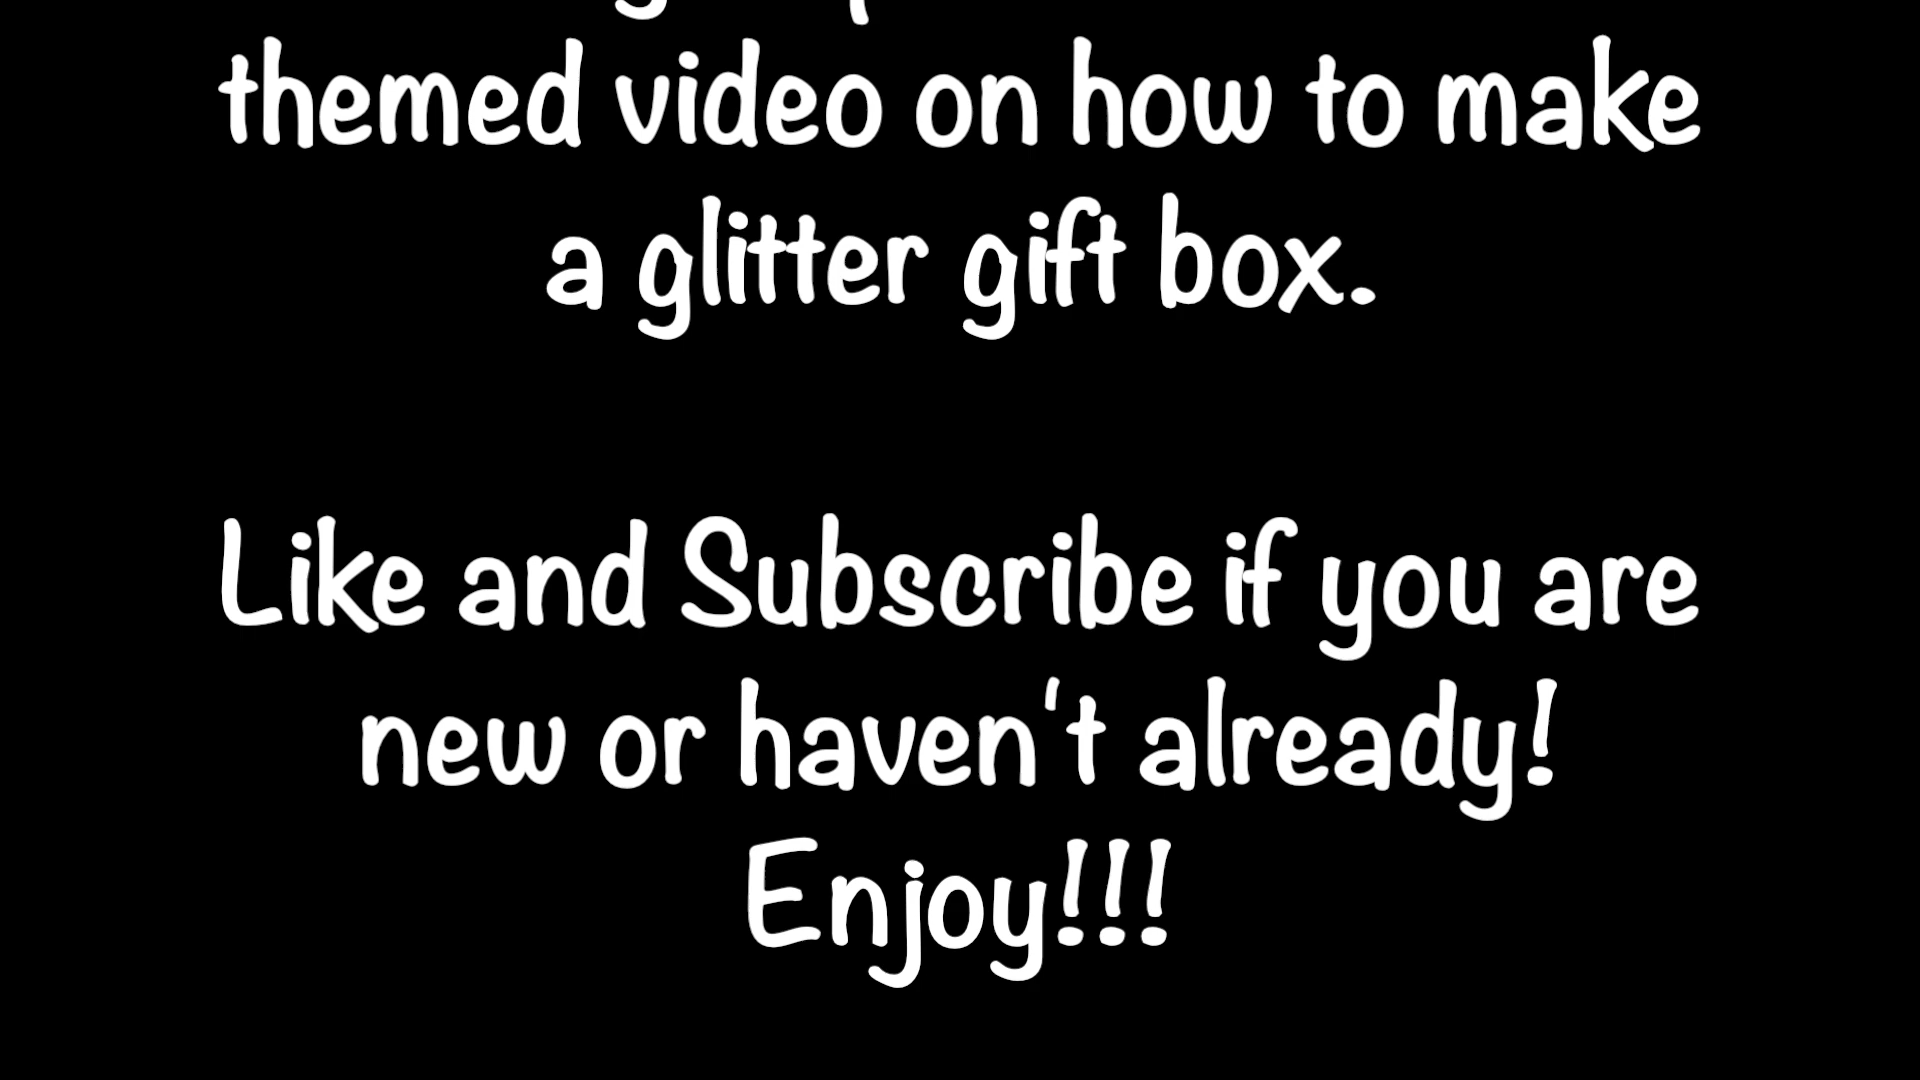 themed video on how to make
a glitter gift box.
Like and Subscribe if you are
new or haven't already!
Enjoy!!!